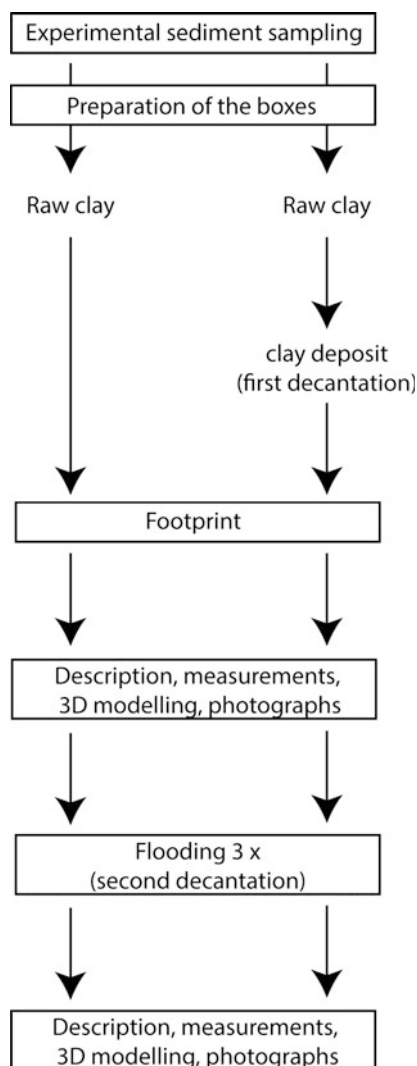 Experimental sediment sampling
Preparation of the boxes
Raw clay
Raw clay
clay deposit
(first decantation)
Footprint
Description, measurements,
3D modelling, photographs
Flooding 3 x
(second decantation)
Description, measurements,
3D modelling, photographs